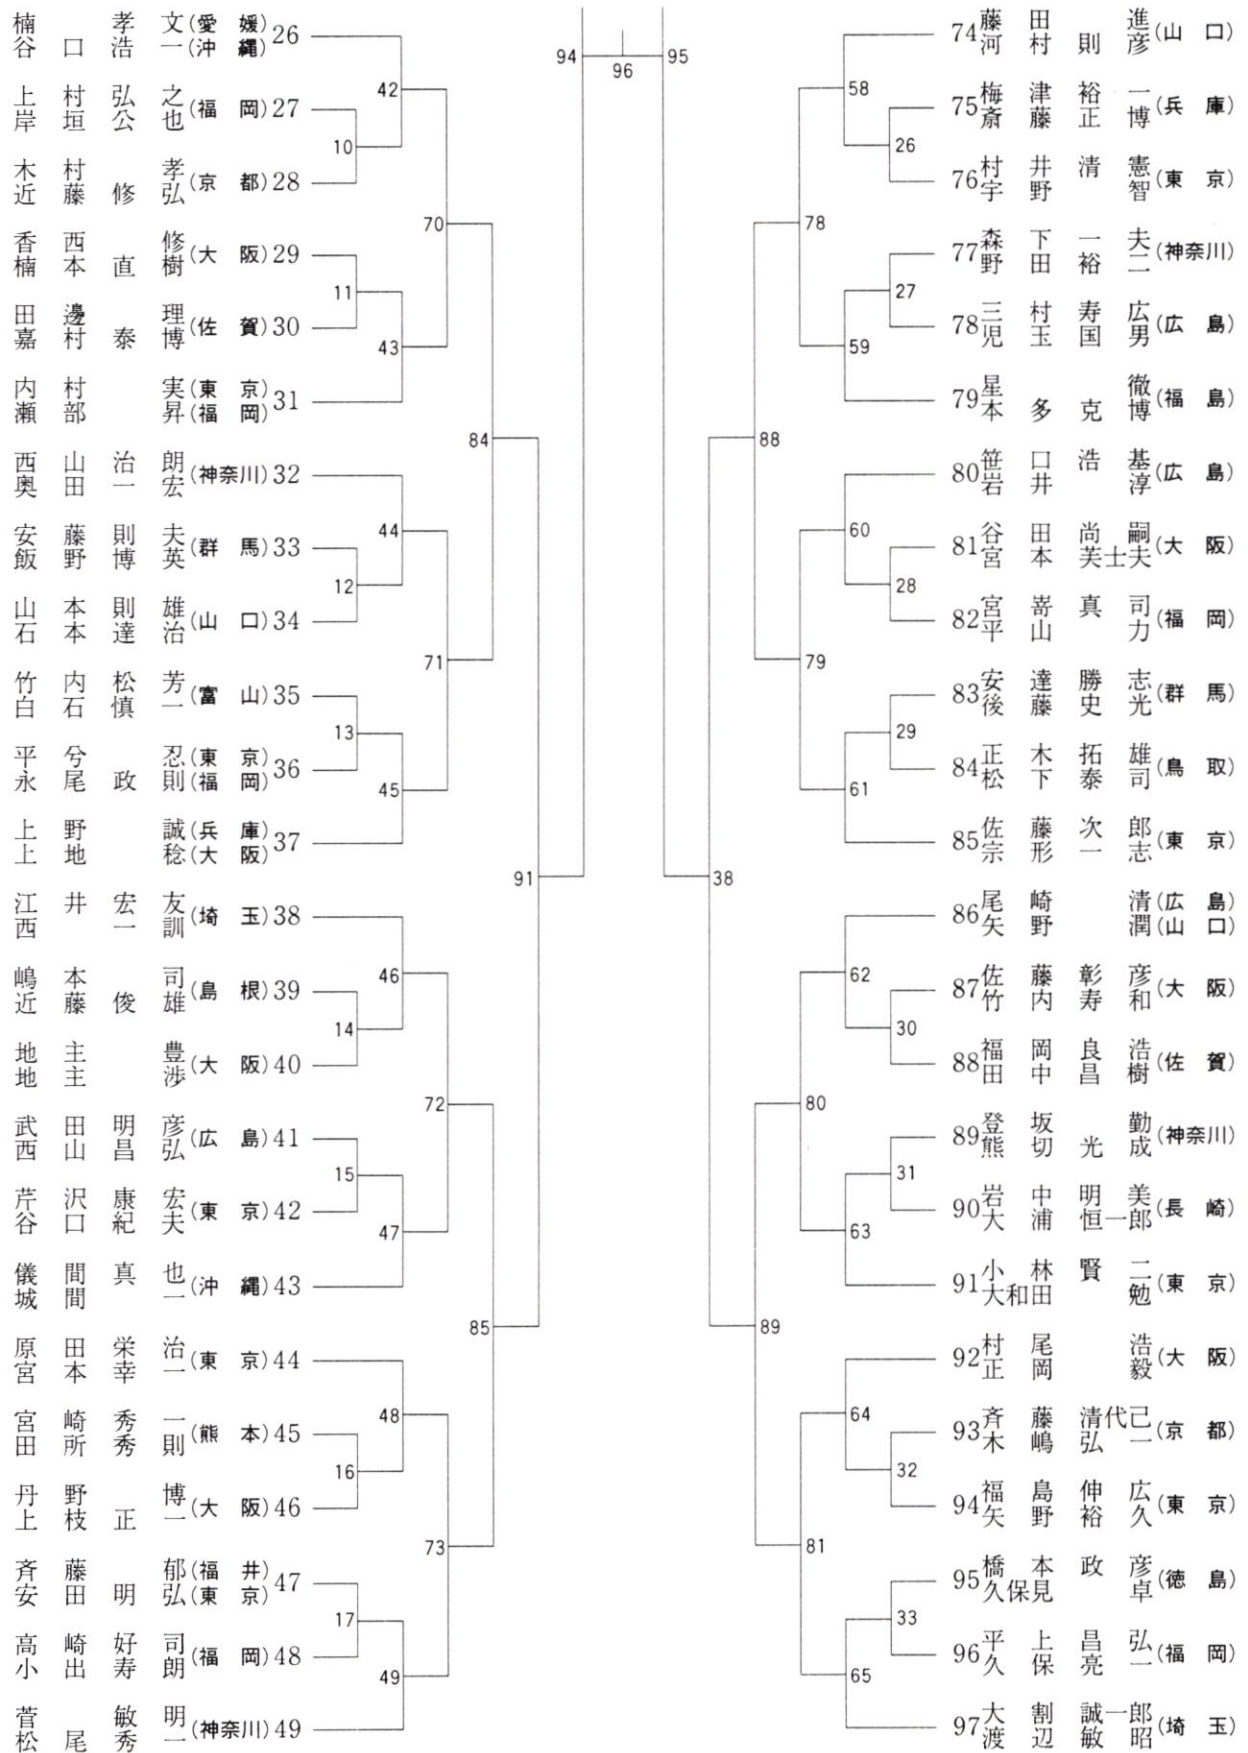 楠 孝文(愛媛)
谷口浩一(沖縄) 26
上村弘之
岸垣公也(福岡) 27
木村 孝
近藤修弘(京都) 28
香西 修
楠本直樹(大阪) 29
田邊 理
嘉村泰博(佐賀) 30
内村 実(東京)
瀬部 昇(福岡) 31
西山治朗
奥田一宏(神奈川) 32
安藤則夫
飯野博英(群馬) 33
山本則雄
石本達治(山口) 34
竹内松芳
白石慎一(富山) 35
平兮 忍(東京)
永尾政則(福岡) 36
上野 誠(兵庫)
上地 稔(大阪) 37
江井宏友
西 一訓(埼玉) 38
嶋本 司
近藤俊雄(島根) 39
地主 豊
地主 渉(大阪) 40
武田明彦
西山昌弘(広島) 41
芹沢康宏
谷口紀夫(東京) 42
儀間真也
城間 一(沖縄) 43
原田栄治
宮本幸一(東京) 44
宮崎秀一
田所秀則(熊本) 45
丹野 博
上枝正一(大阪) 46
斉藤 郁(福井)
安田明弘(東京) 47
高崎好司
小出寿朗(福岡) 48
菅 敏明
松尾秀一(神奈川) 49
10
11
12
13
14
15
16
17
42
43
44
45
46
47
48
49
70
71
72
73
84
85
91
94
96
95
38
88
89
78
79
80
81
58
59
60
61
62
63
64
65
26
27
28
29
30
31
32
33
74 藤田 進
河村則彦(山口)
75 梅津裕一
斎藤正博(兵庫)
76 村井清憲
宇野 智(東京)
77 森下一夫
野田裕二(神奈川)
78 三村寿広
児玉国男(広島)
79 星 徹
本多克博(福島)
80 笹口浩基
岩井 淳(広島)
81 谷田尚嗣
宮本芙士夫(大阪)
82 宮嵜真司
平山 力(福岡)
83 安達勝志
後藤史光(群馬)
84 正木拓雄
松下泰司(鳥取)
85 佐藤次郎
宗形一志(東京)
86 尾崎 清(広島)
矢野 潤(山口)
87 佐藤彰彦
竹内寿和(大阪)
88 福岡良浩
田中昌樹(佐賀)
89 登坂 勤
熊切光成(神奈川)
90 岩中明美
大浦恒一郎(長崎)
91 小林賢二
大和田 勉(東京)
92 村尾 浩
正岡 毅(大阪)
93 斉藤清代己
木嶋弘一(京都)
94 福島伸広
矢野裕久(東京)
95 橋本政彦
久保見 卓(徳島)
96 平上昌弘
久保亮一(福岡)
97 大割誠一郎
渡辺敏昭(埼玉)